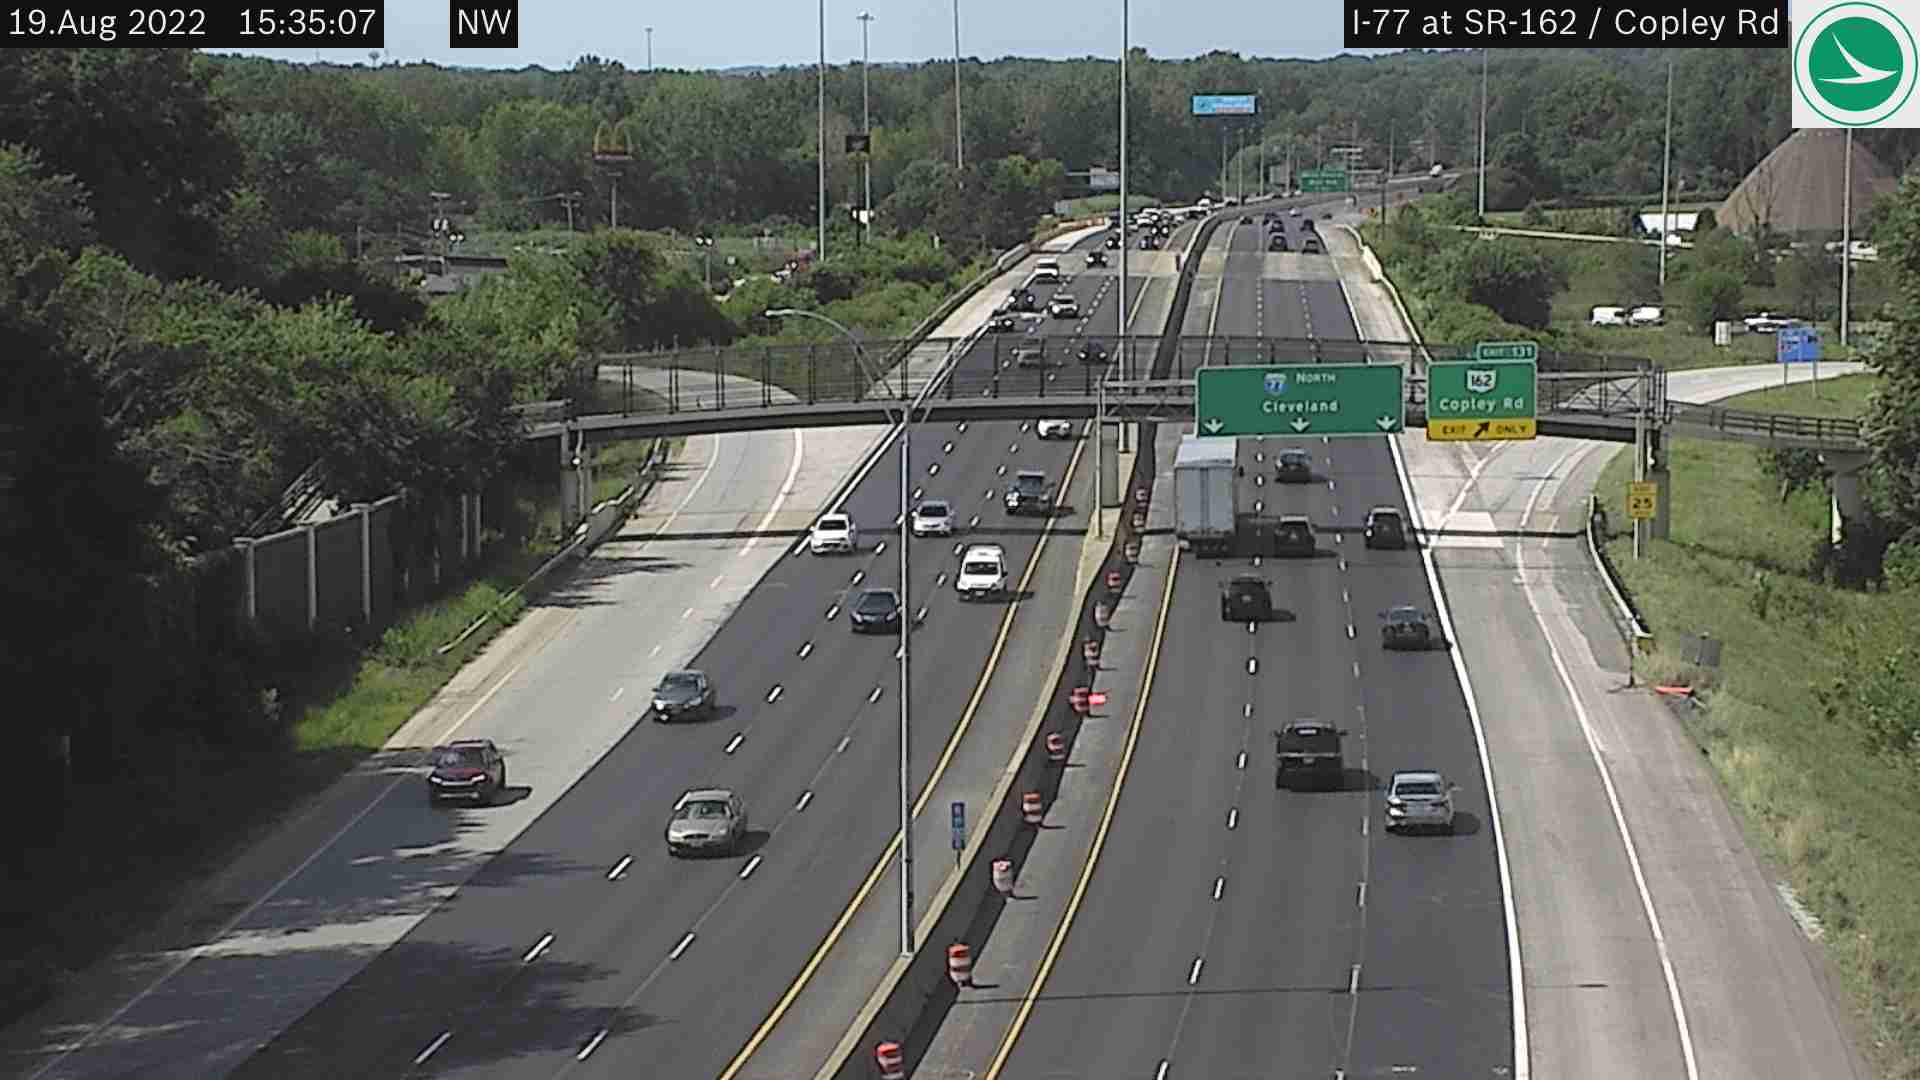 19.Aug 2022 15:35:07 NW I-77 at SR-162 / Copley Rd
EXIT 131
77 NORTH
Cleveland
162
Copley Rd
EXIT ONLY
25